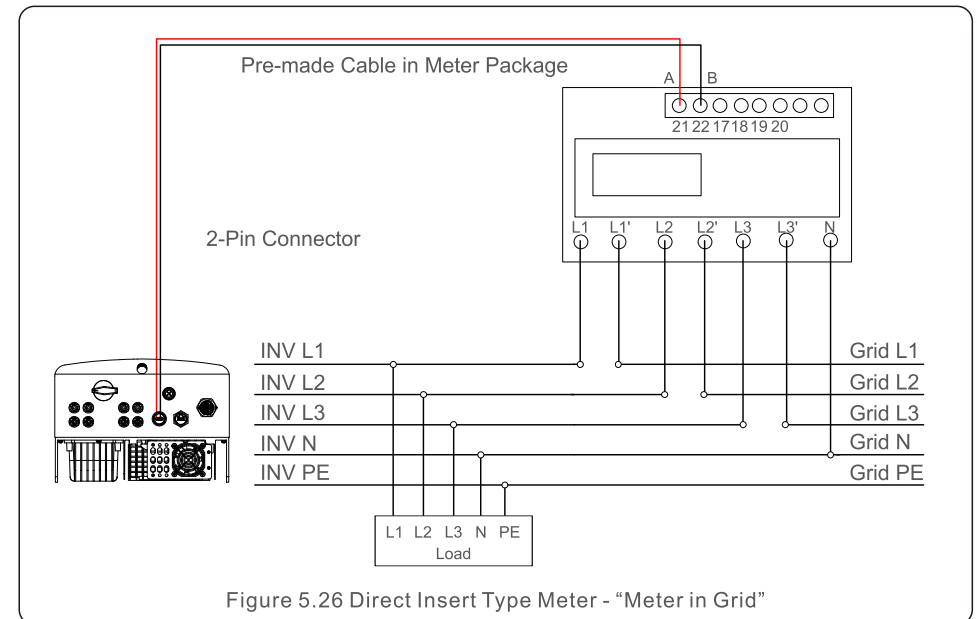 Pre-made Cable in Meter Package
A B
21 22 17 18 19 20
2-Pin Connector
L1 L1' L2 L2' L3 L3' N
INV L1 Grid L1
INV L2 Grid L2
INV L3 Grid L3
INV N Grid N
INV PE Grid PE
L1 L2 L3 N PE
Load
Figure 5.26 Direct Insert Type Meter - “Meter in Grid”